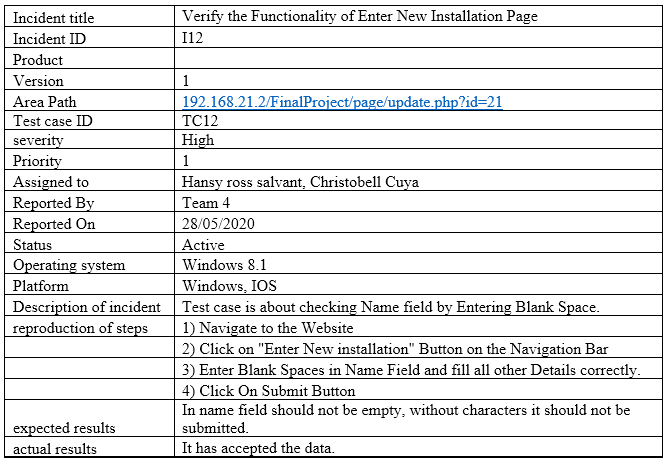 Incident title Verify the Functionality of Enter New Installation Page
Incident ID I12
Product
Version 1
Area Path 192.168.21.2/FinalProject/page/update.php?id=21
Test case ID TC12
severity High
Priority 1
Assigned to Hansy ross salvant, Christobell Cuya
Reported By Team 4
Reported On 28/05/2020
Status Active
Operating system Windows 8.1
Platform Windows, IOS
Description of incident Test case is about checking Name field by Entering Blank Space.
reproduction of steps 1) Navigate to the Website
2) Click on "Enter New installation" Button on the Navigation Bar
3) Enter Blank Spaces in Name Field and fill all other Details correctly.
4) Click On Submit Button
In name field should not be empty, without characters it should not be
expected results submitted.
actual results It has accepted the data.